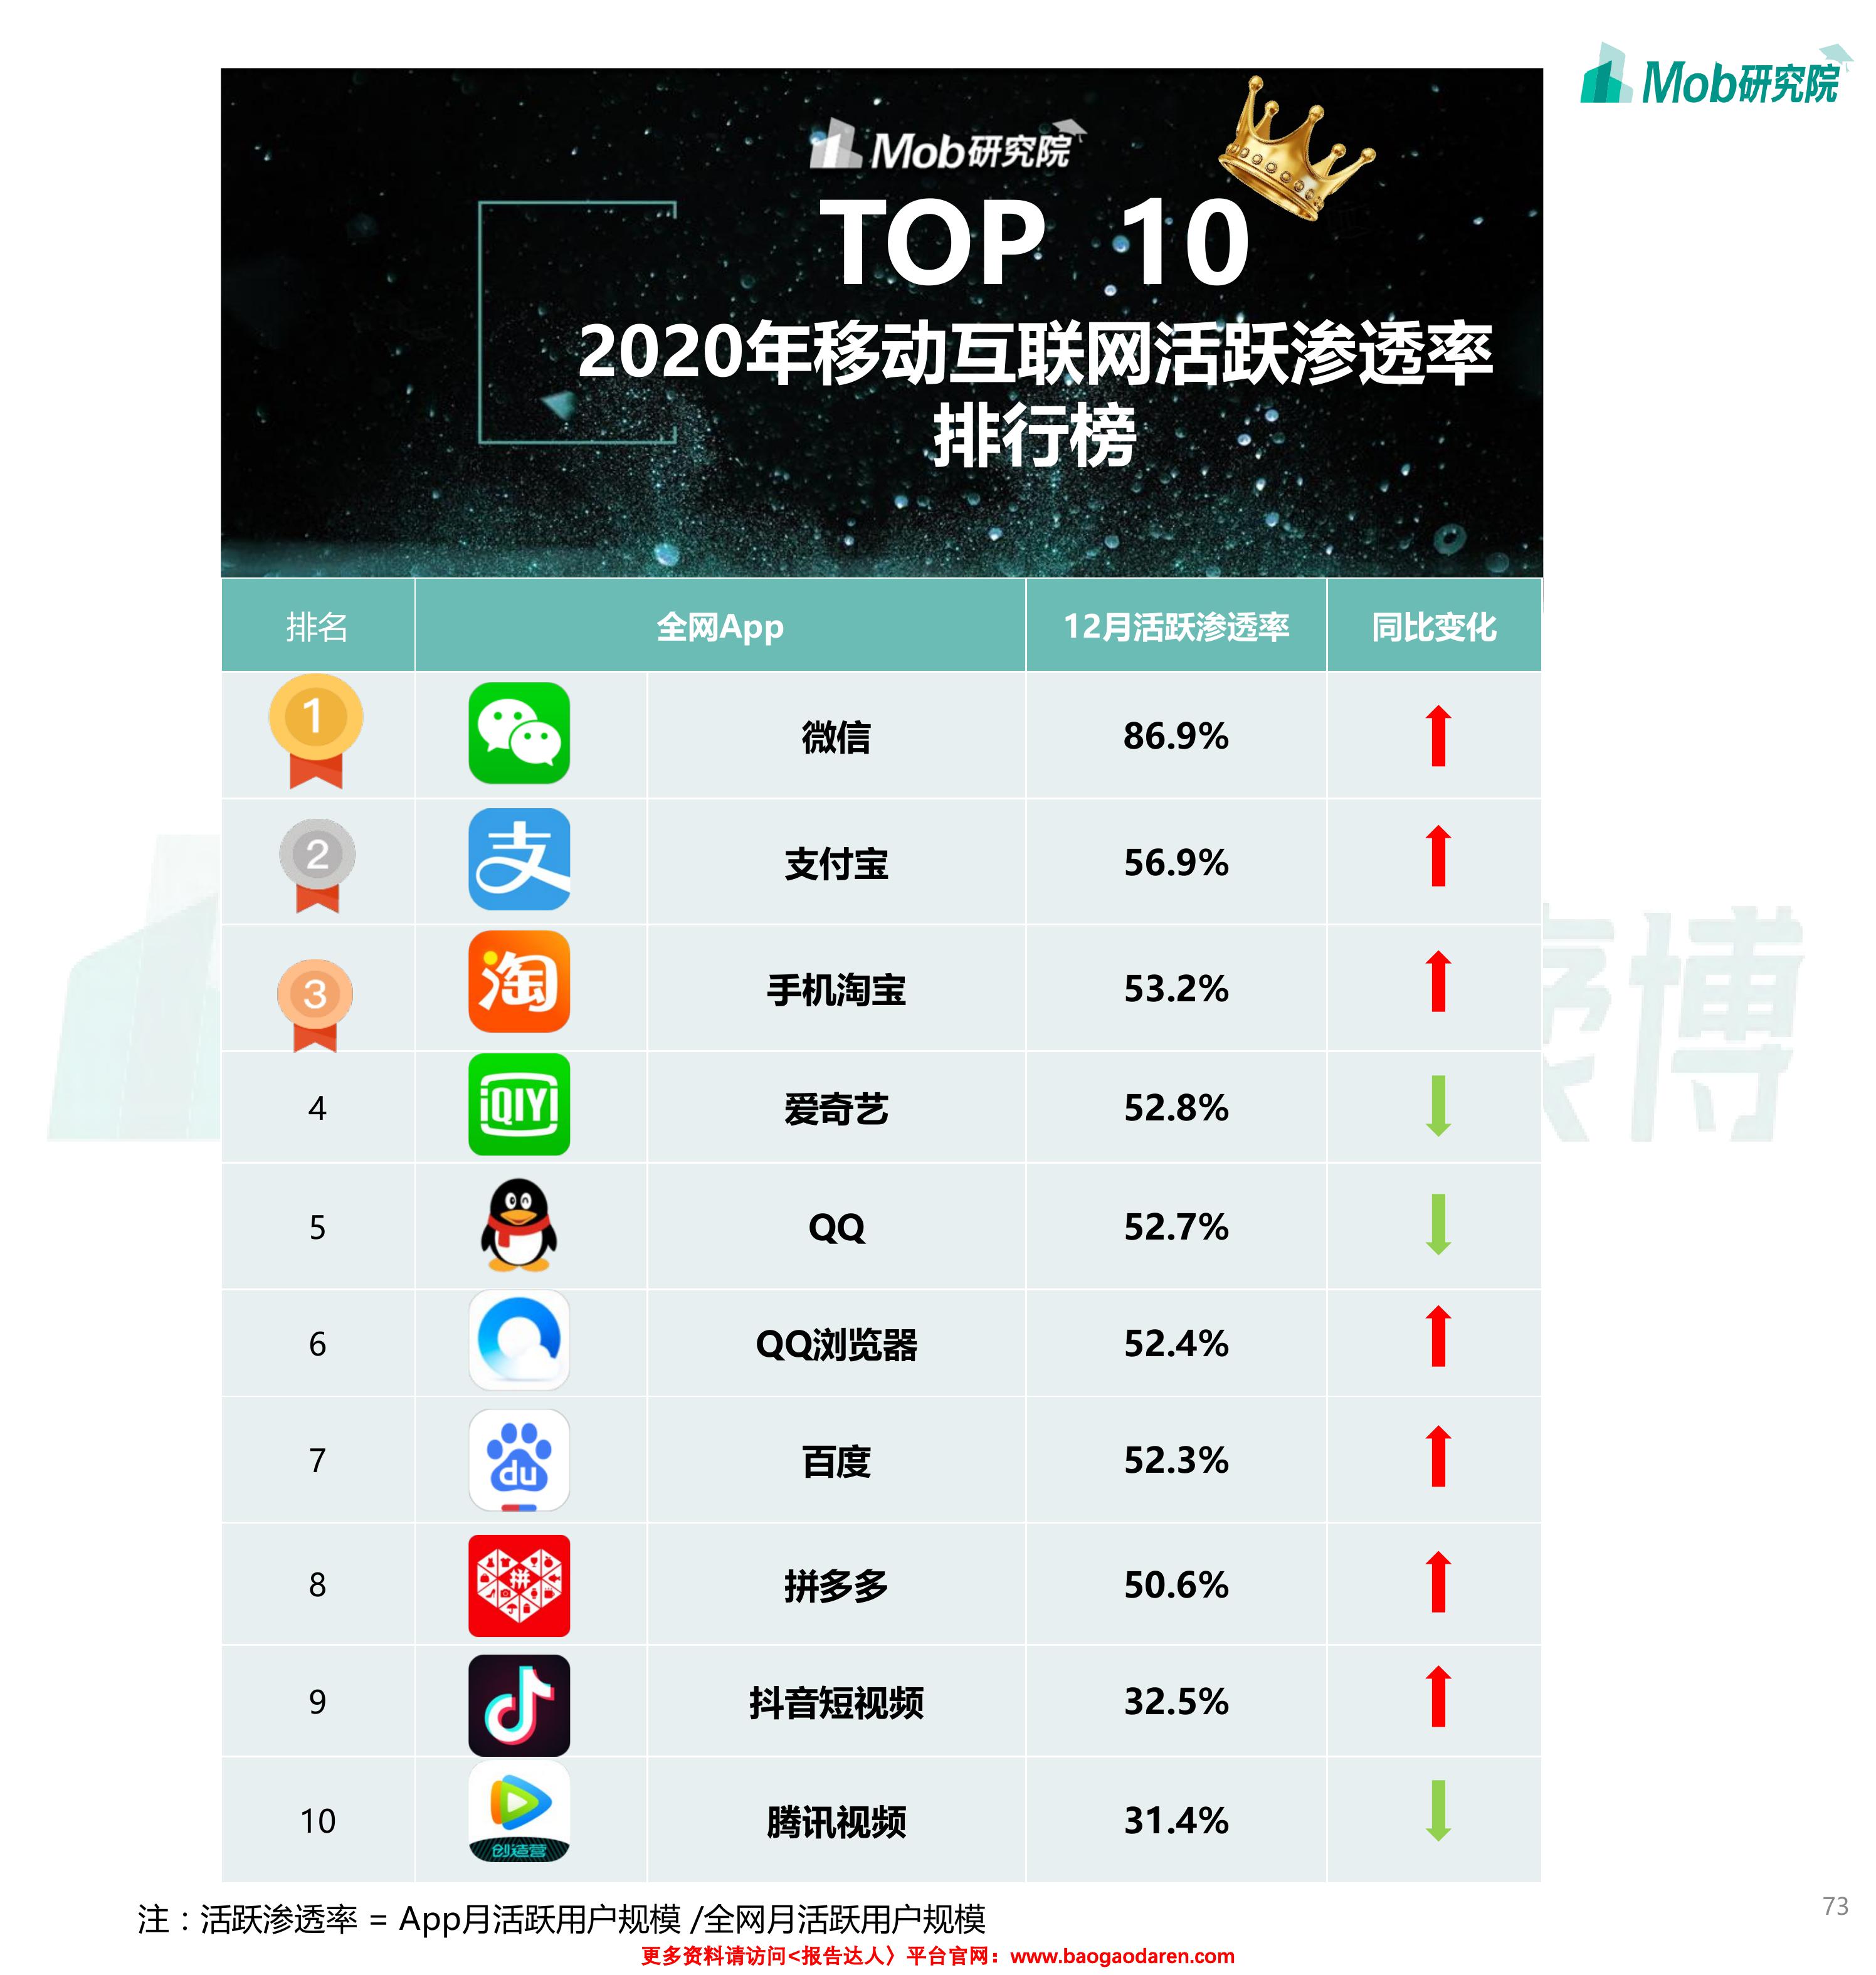 Mob研究院
Mob研究院
TOP 10
2020年移动互联网活跃渗透率
排行榜
排名 全网App 12月活跃渗透率 同比变化
1 微信 86.9%
支 2 支付宝 56.9%
淘 3 手机淘宝 53.2%
4 iQIYI 爱奇艺 52.8%
5 QQ 52.7%
6 QQ浏览器 52.4%
7 du 百度 52.3%
8 拼 拼多多 50.6%
9 抖音短视频 32.5%
10 腾讯视频 31.4%
创造营
注：活跃渗透率 = App月活跃用户规模 /全网月活跃用户规模
73
更多资料请访问<报告达人〉平台官网：www.baogaodaren.com
博